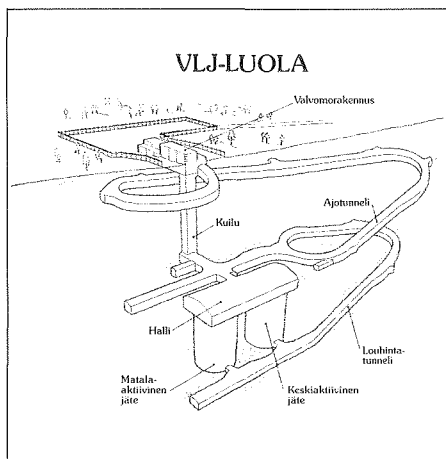 VLJ-LUOLA
Valvomorakennus
Ajotunneli
Kuilu
Halli
Louhinta-
tunneli
Matala-
aktiivinen
jäte
Keskiaktiivinen
jäte